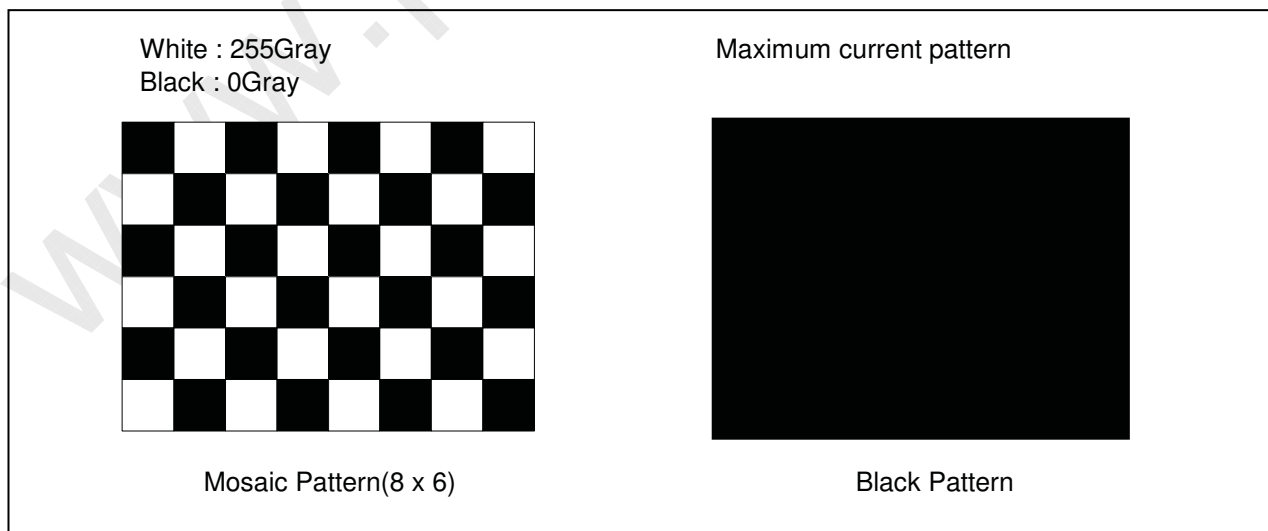 White : 255Gray
Black : 0Gray
Maximum current pattern
Mosaic Pattern(8 x 6)
Black Pattern